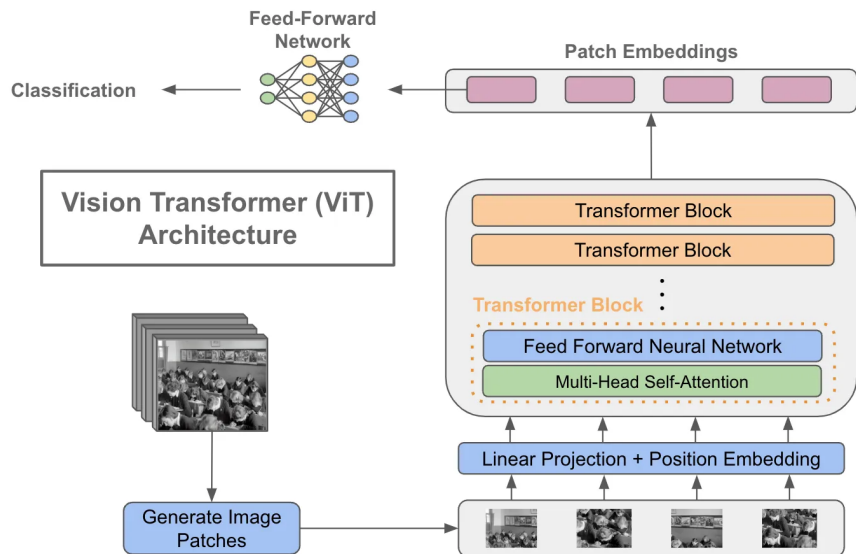 Feed-Forward
Network
Patch Embeddings
Classification
Vision Transformer (ViT)
Architecture
Transformer Block
Transformer Block
Transformer Block
Feed Forward Neural Network
Multi-Head Self-Attention
Linear Projection + Position Embedding
Generate Image
Patches